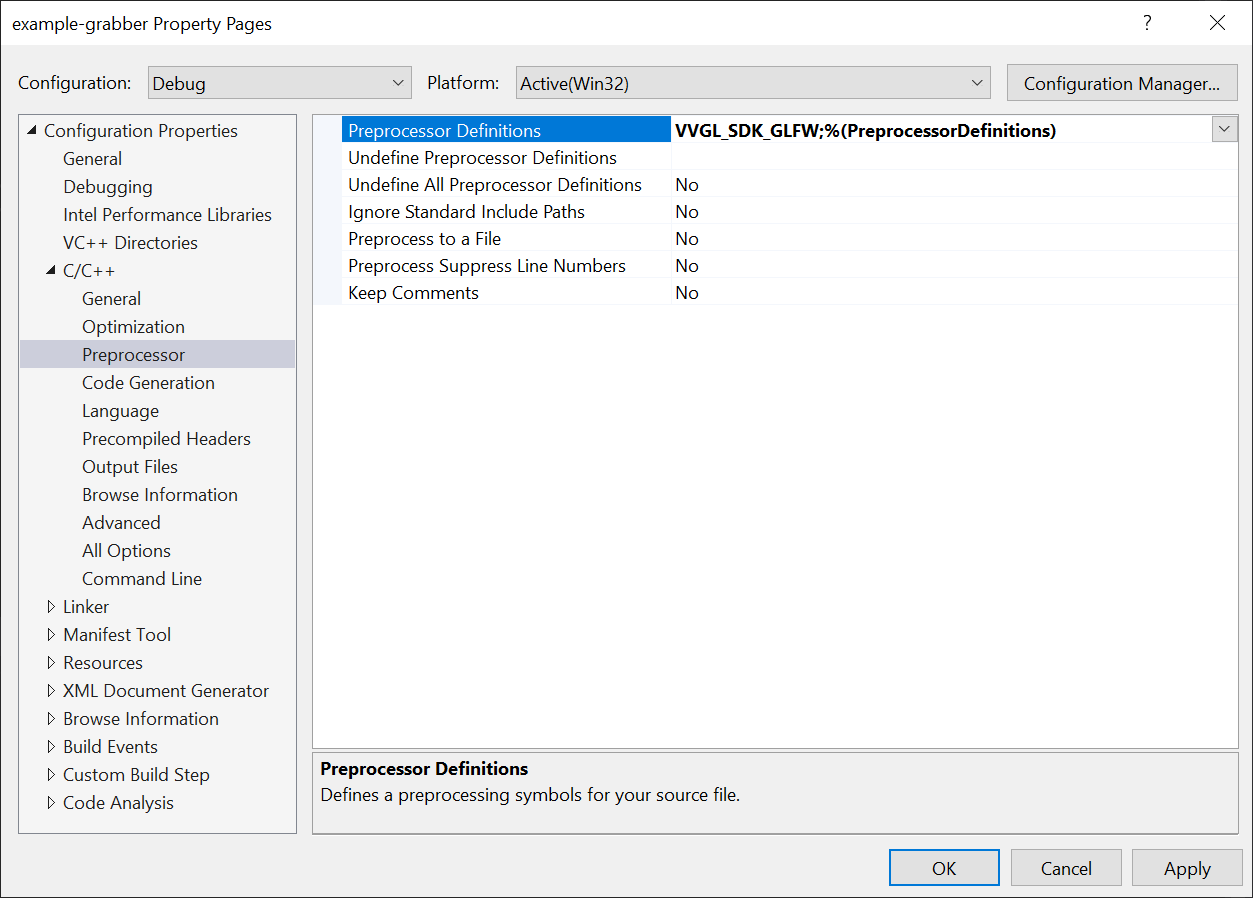 example-grabber Property Pages ?
Configuration: Debug Platform: Active(Win32) Configuration Manager...
Configuration Properties
General
Debugging
Intel Performance Libraries
VC++ Directories
C/C++
General
Optimization
Preprocessor
Code Generation
Language
Precompiled Headers
Output Files
Browse Information
Advanced
All Options
Command Line
Linker
Manifest Tool
Resources
XML Document Generator
Browse Information
Build Events
Custom Build Step
Code Analysis
Preprocessor Definitions VVGL_SDK_GLFW;%(PreprocessorDefinitions)
Undefine Preprocessor Definitions
Undefine All Preprocessor Definitions No
Ignore Standard Include Paths No
Preprocess to a File No
Preprocess Suppress Line Numbers No
Keep Comments No
Preprocessor Definitions
Defines a preprocessing symbols for your source file.
OK Cancel Apply